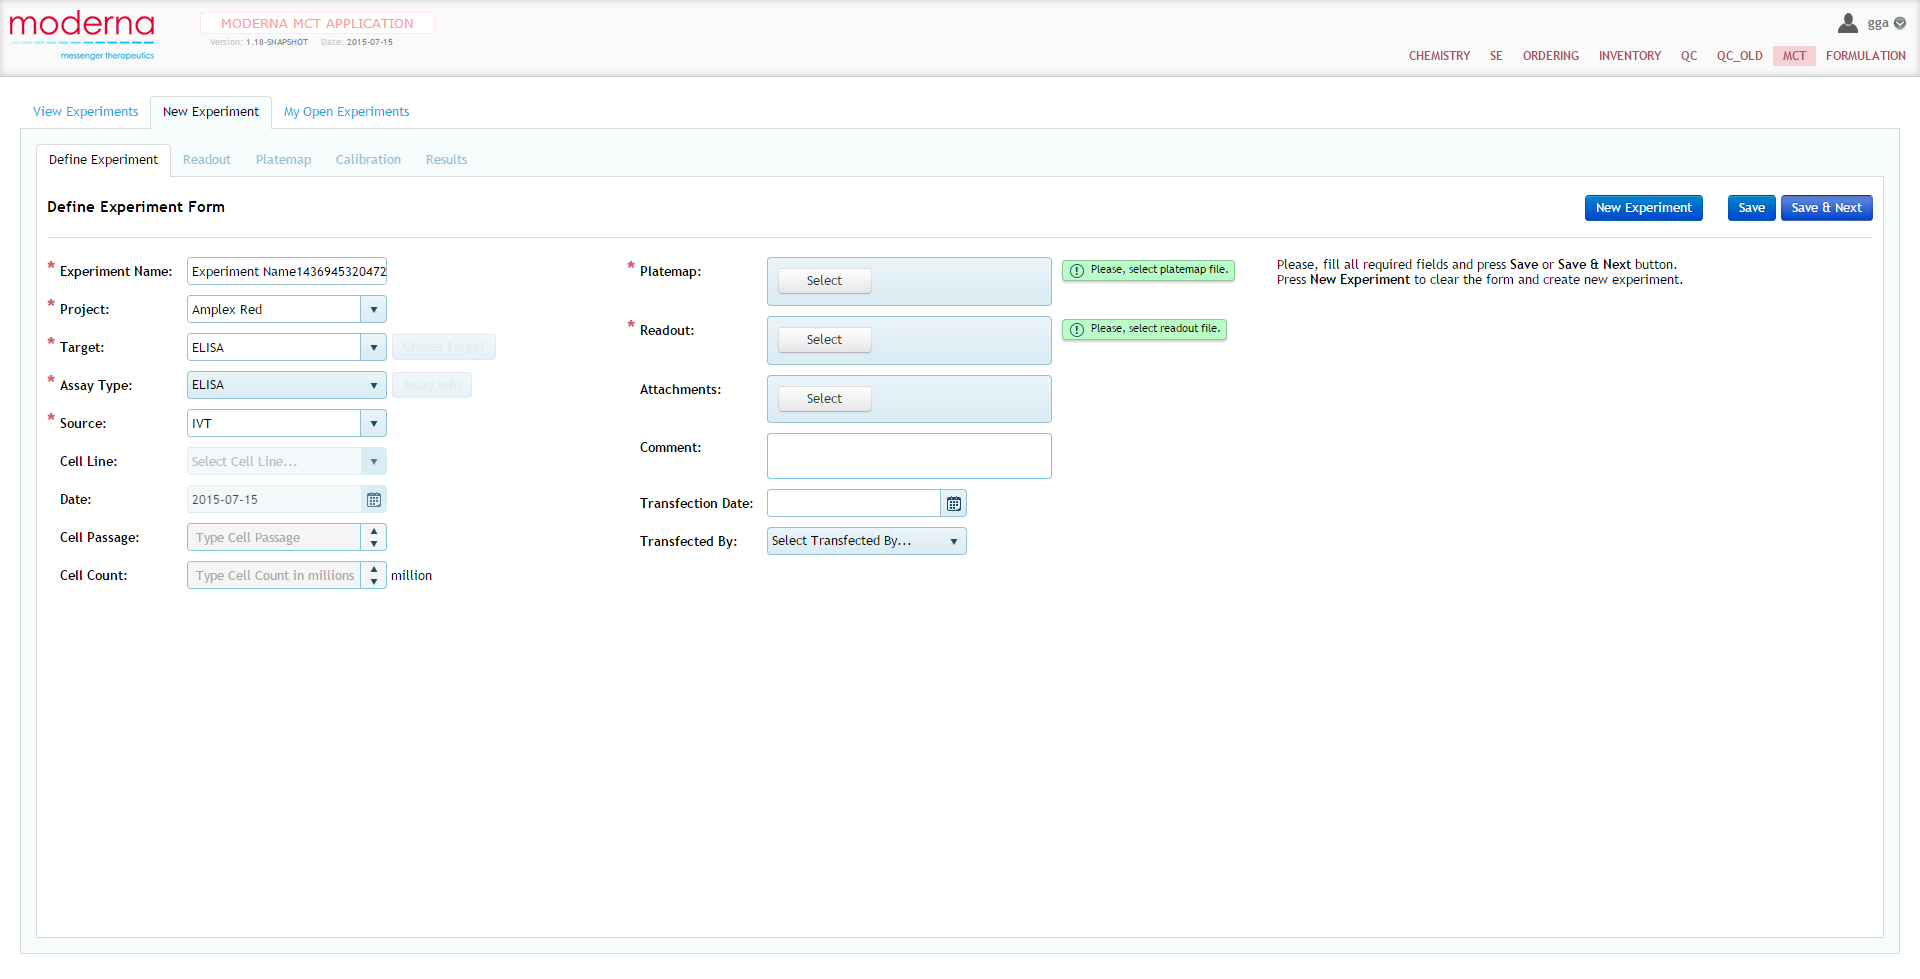 moderna
messenger therapeutics
MODERNA MCT APPLICATION
Version: 1.18-SNAPSHOT Date: 2015-07-15
gga
CHEMISTRY SE ORDERING INVENTORY QC QC_OLD MCT FORMULATION
View Experiments New Experiment My Open Experiments
Define Experiment Readout Platemap Calibration Results
Define Experiment Form
New Experiment Save Save & Next
* Experiment Name: Experiment Name1436945320472
* Project: Amplex Red
* Target: ELISA Create Target
* Assay Type: ELISA Assay Info
* Source: IVT
Cell Line: Select Cell Line...
Date: 2015-07-15
Cell Passage: Type Cell Passage
Cell Count: Type Cell Count in millions million
* Platemap: Select Please, select platemap file.
* Readout: Select Please, select readout file.
Attachments: Select
Comment:
Transfection Date:
Transfected By: Select Transfected By...
Please, fill all required fields and press Save or Save & Next button.
Press New Experiment to clear the form and create new experiment.